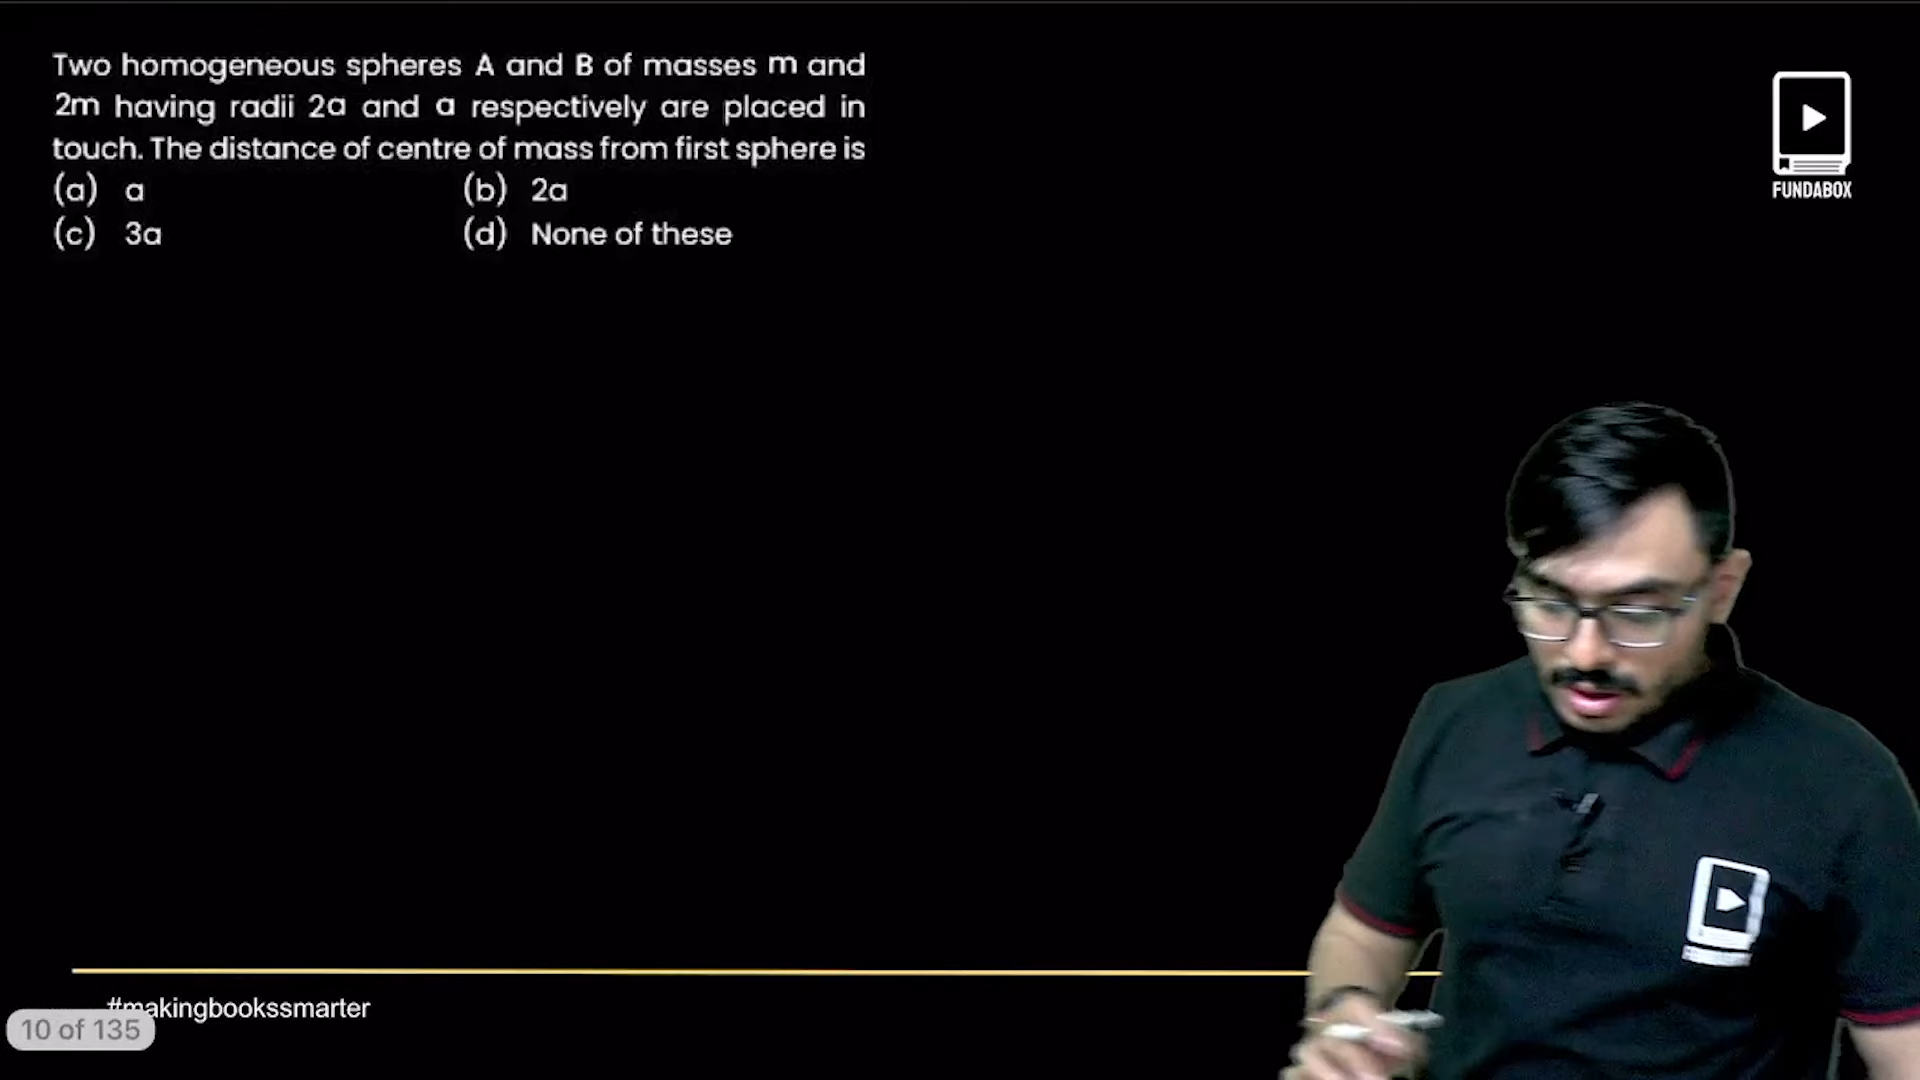 Two homogeneous spheres A and B of masses m and
2m having radii 2a and a respectively are placed in
touch. The distance of centre of mass from first sphere is
(a) a (b) 2a
(c) 3a (d) None of these
FUNDABOX
#makingbookssmarter
10 of 135